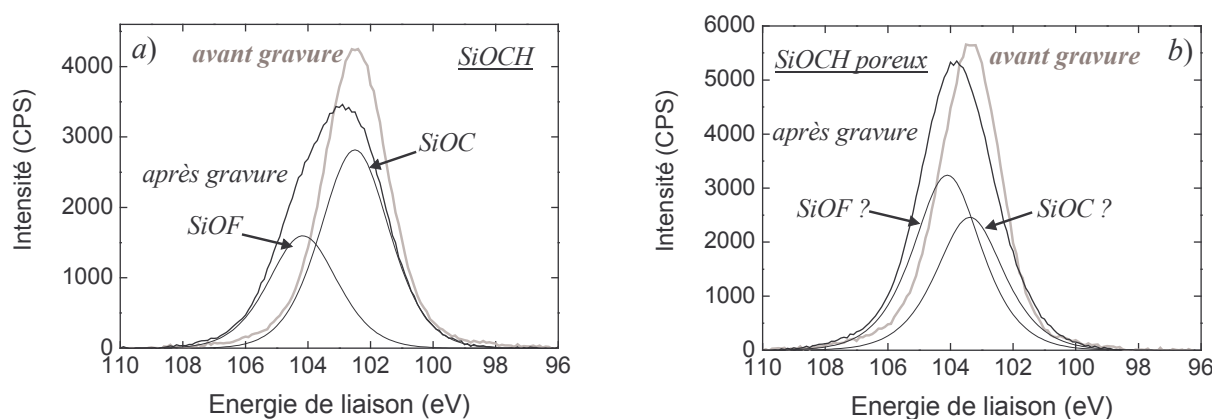 a)
avant gravure
SiOCH
après gravure
SiOC
SiOF
Intensité (CPS)
4000
3000
2000
1000
0
110 108 106 104 102 100 98 96
Energie de liaison (eV)
b)
SiOCH poreux
avant gravure
après gravure
SiOF ?
SiOC ?
Intensité (CPS)
6000
5000
4000
3000
2000
1000
0
110 108 106 104 102 100 98 96
Energie de liaison (eV)